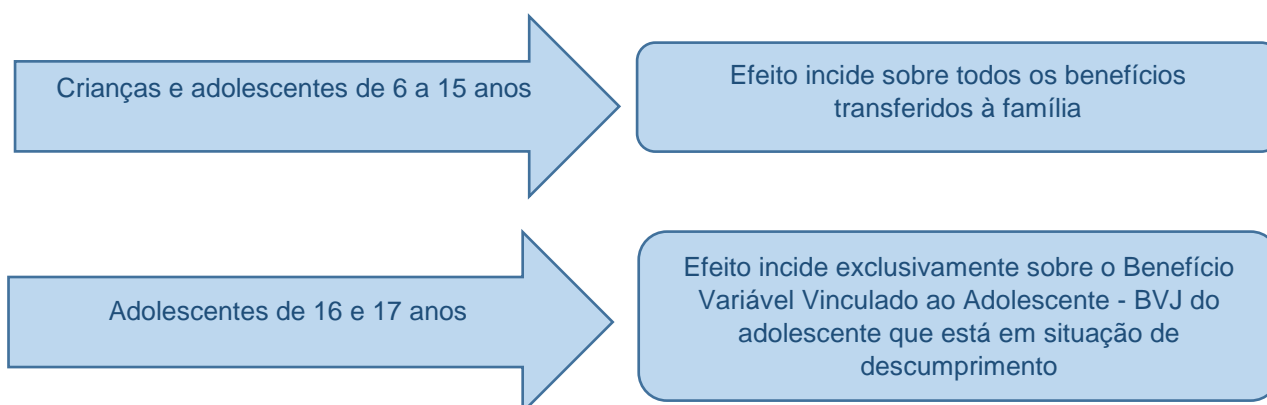 Crianças e adolescentes de 6 a 15 anos
Efeito incide sobre todos os benefícios
transferidos à família
Adolescentes de 16 e 17 anos
Efeito incide exclusivamente sobre o Benefício
Variável Vinculado ao Adolescente - BVJ do
adolescente que está em situação de
descumprimento